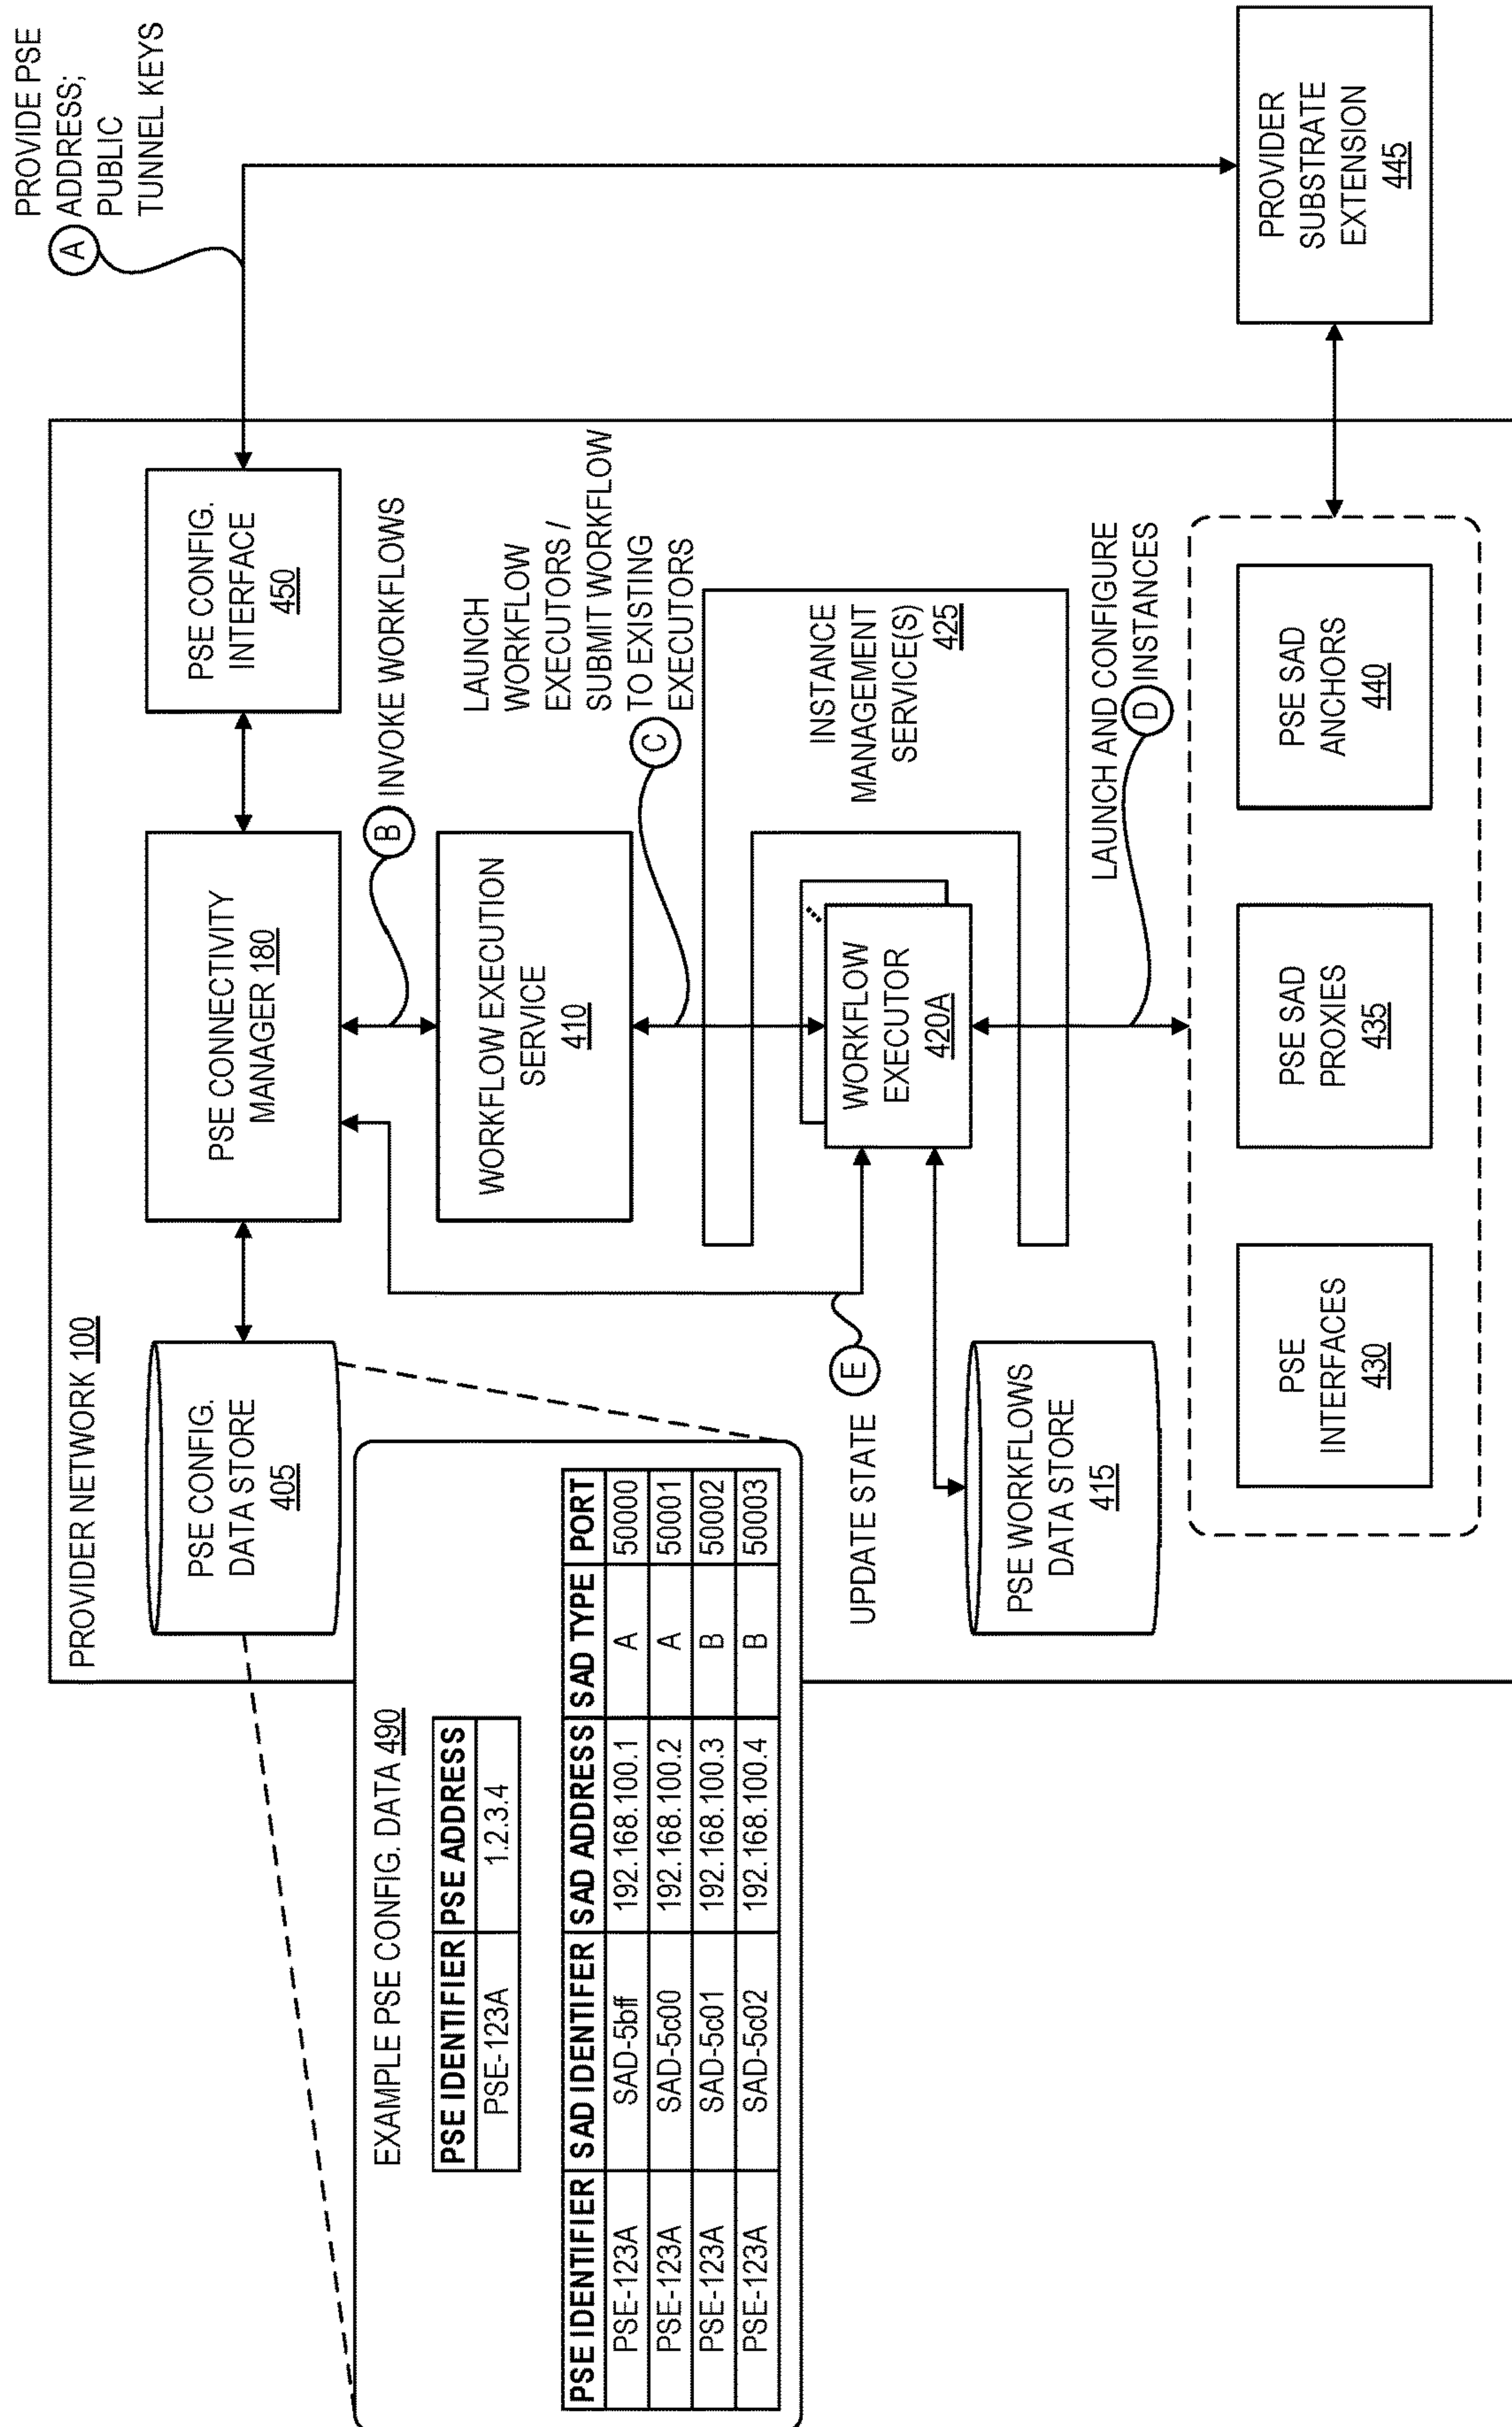 PROVIDER NETWORK 100
PROVIDE PSE
ADDRESS;
PUBLIC
TUNNEL KEYS
A
PSE CONFIG.
DATA STORE
405
PSE CONNECTIVITY
MANAGER 180
PSE CONFIG.
INTERFACE
450
B
INVOKE WORKFLOWS
EXAMPLE PSE CONFIG. DATA 490
PSE IDENTIFIER PSE ADDRESS
PSE-123A 1.2.3.4
PSE IDENTIFIER SAD IDENTIFER SAD ADDRESS SAD TYPE PORT
PSE-123A SAD-5bff 192.168.100.1 A 50000
PSE-123A SAD-5c00 192.168.100.2 A 50001
PSE-123A SAD-5c01 192.168.100.3 B 50002
PSE-123A SAD-5c02 192.168.100.4 B 50003
WORKFLOW EXECUTION
SERVICE
410
LAUNCH
WORKFLOW
EXECUTORS /
SUBMIT WORKFLOW
TO EXISTING
EXECUTORS
C
INSTANCE
MANAGEMENT
SERVICE(S)
425
WORKFLOW
EXECUTOR
420A
UPDATE STATE
E
PSE WORKFLOWS
DATA STORE
415
LAUNCH AND CONFIGURE
D
INSTANCES
PSE
INTERFACES
430
PSE SAD
PROXIES
435
PSE SAD
ANCHORS
440
PROVIDER
SUBSTRATE
EXTENSION
445